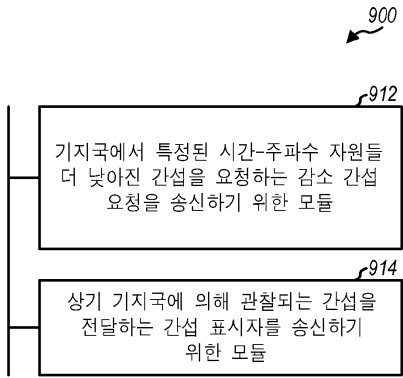 900
912
기지국에서 특정된 시간-주파수 자원들
더 낮아진 간섭을 요청하는 감소 간섭
요청을 송신하기 위한 모듈
914
상기 기지국에 의해 관찰되는 간섭을
전달하는 간섭 표시자를 송신하기
위한 모듈